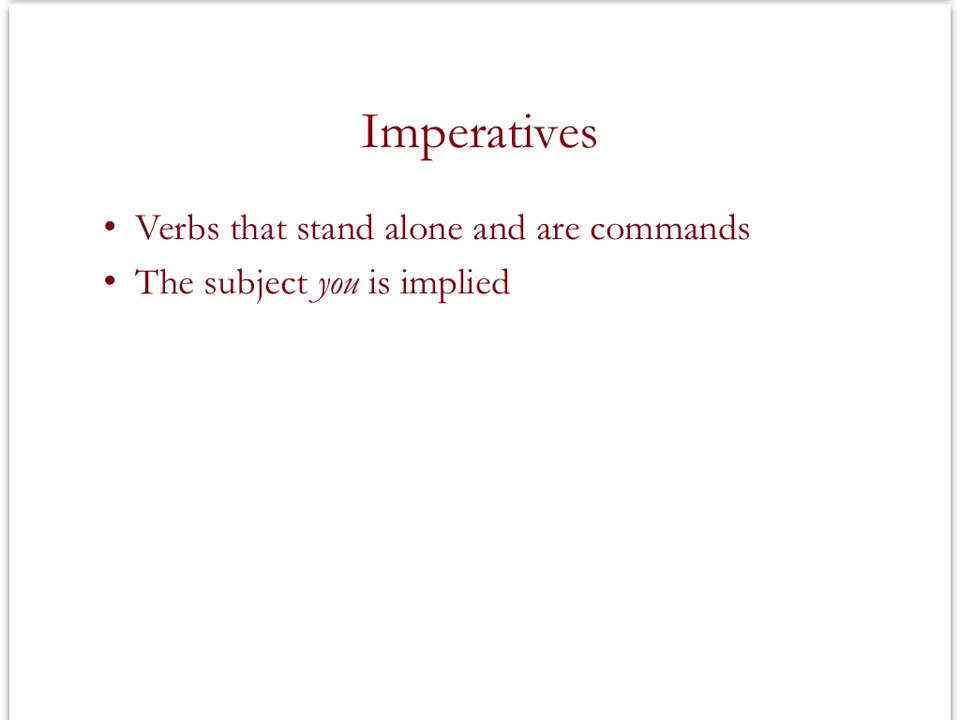 Imperatives
• Verbs that stand alone and are commands
• The subject you is implied